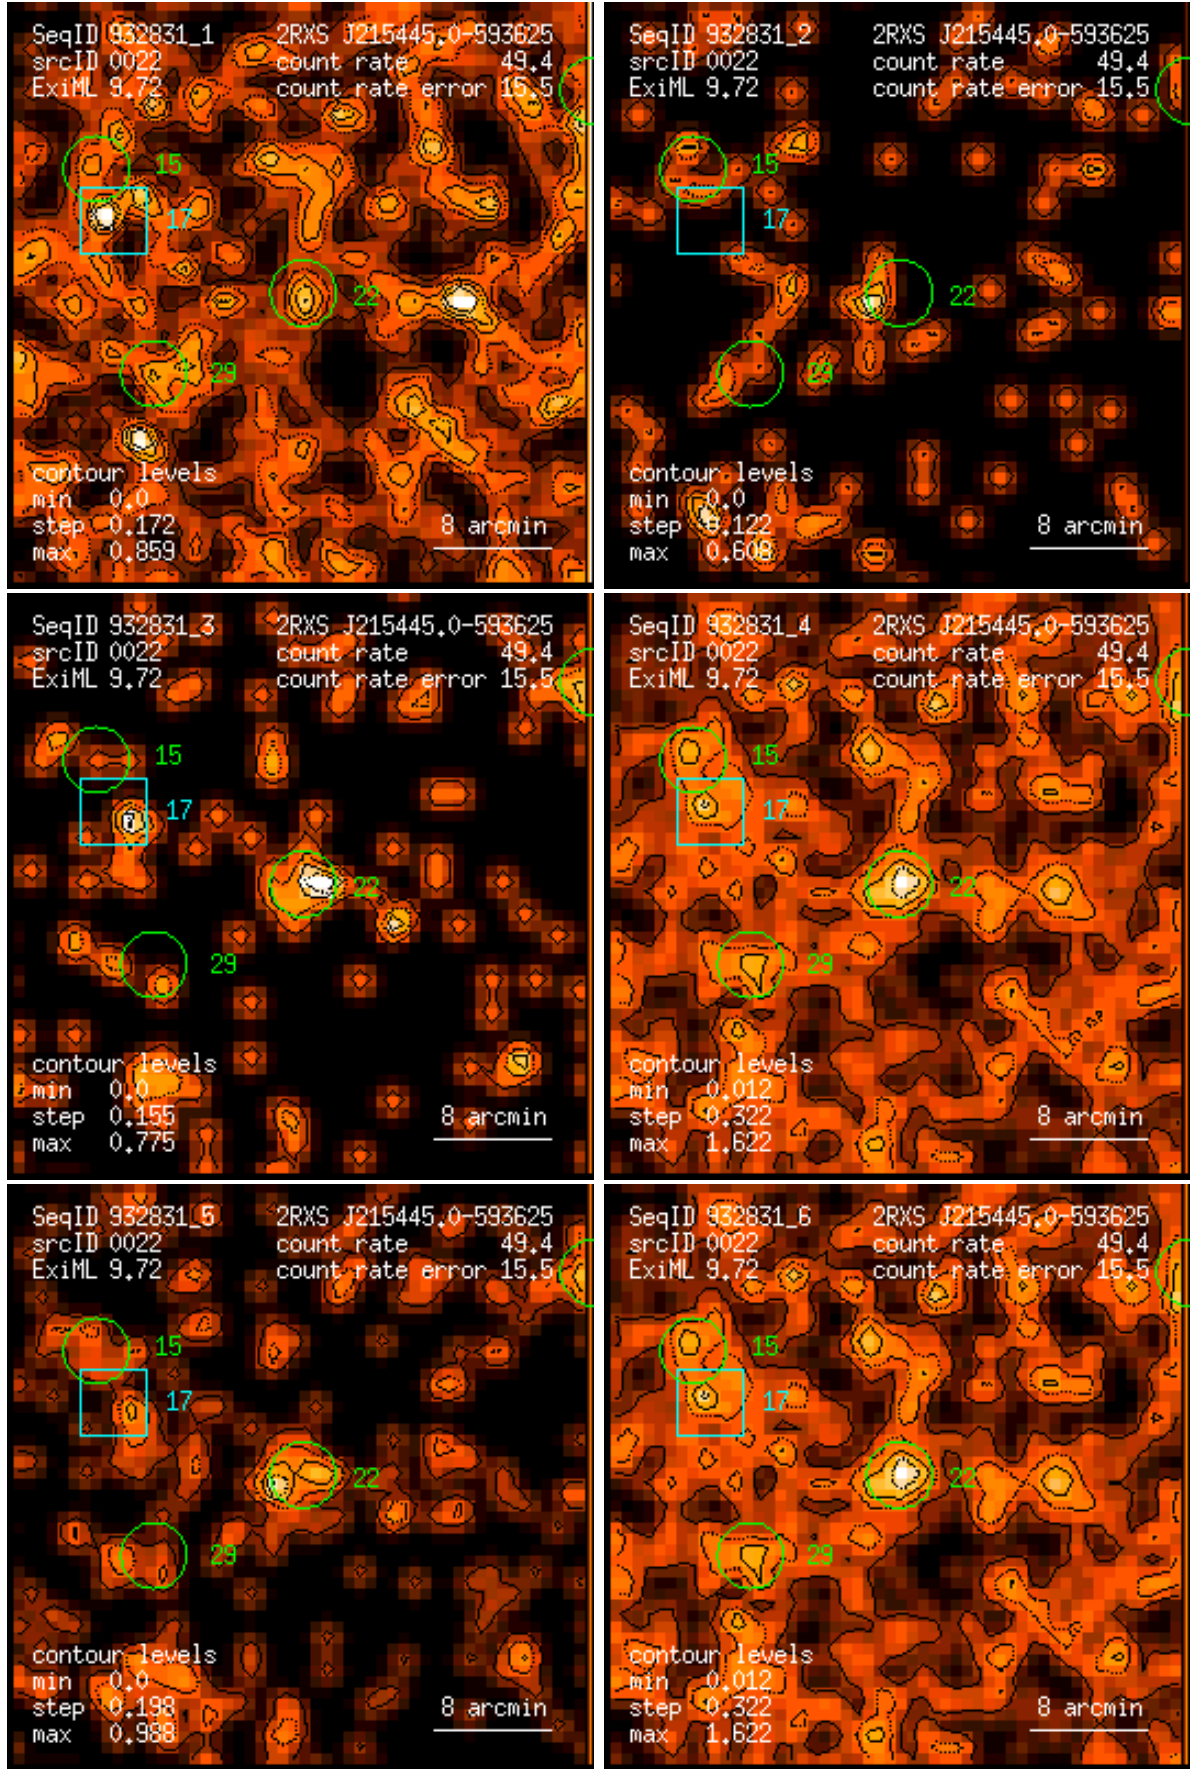 SeqID 932831_1 2RXS J215445.0-593625
srcID 0022 count rate 49.4
ExiML 9.72 count rate error 15.5
15
17
22
29
contour levels
min 0.0
step 0.172
max 0.859
8 arcmin
SeqID 932831_2 2RXS J215445.0-593625
srcID 0022 count rate 49.4
ExiML 9.72 count rate error 15.5
15
17
22
29
contour levels
min 0.0
step 0.122
max 0.608
8 arcmin
SeqID 932831_3 2RXS J215445.0-593625
srcID 0022 count rate 49.4
ExiML 9.72 count rate error 15.5
15
17
22
29
contour levels
min 0.0
step 0.155
max 0.775
8 arcmin
SeqID 932831_4 2RXS J215445.0-593625
srcID 0022 count rate 49.4
ExiML 9.72 count rate error 15.5
15
17
22
29
contour levels
min 0.012
step 0.322
max 1.622
8 arcmin
SeqID 932831_5 2RXS J215445.0-593625
srcID 0022 count rate 49.4
ExiML 9.72 count rate error 15.5
15
17
22
29
contour levels
min 0.0
step 0.198
max 0.988
8 arcmin
SeqID 932831_6 2RXS J215445.0-593625
srcID 0022 count rate 49.4
ExiML 9.72 count rate error 15.5
15
17
22
29
contour levels
min 0.012
step 0.322
max 1.622
8 arcmin